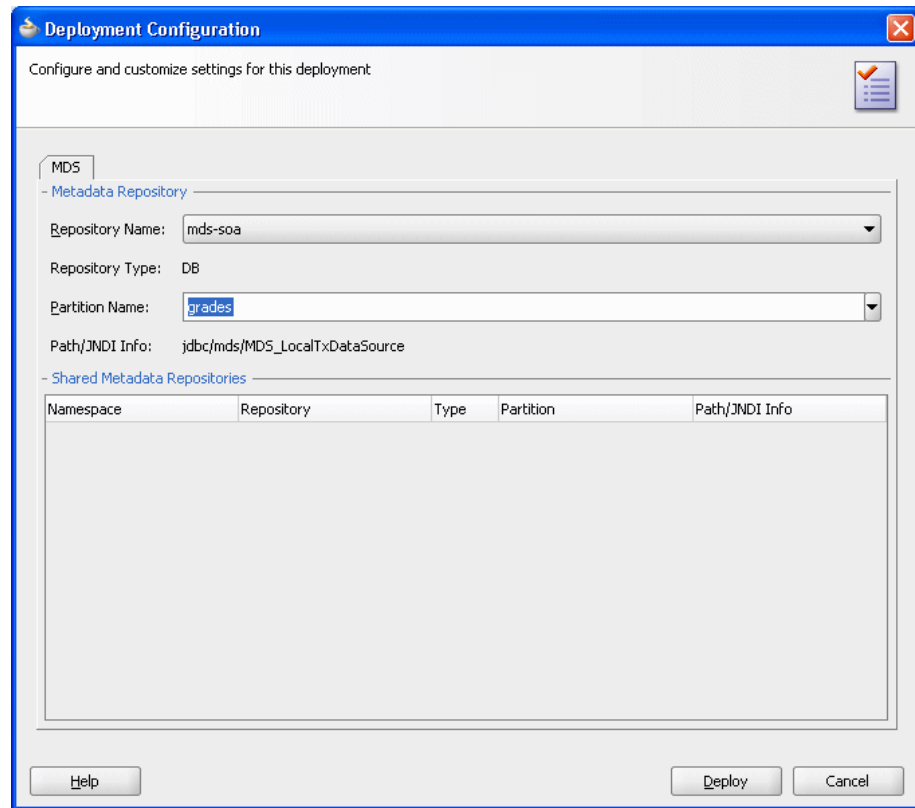 Deployment Configuration
Configure and customize settings for this deployment
MDS
Metadata Repository
Repository Name: mds-soa
Repository Type: DB
Partition Name: grades
Path/JNDI Info: jdbc/mds/MDS_LocalTxDataSource
Shared Metadata Repositories
Namespace Repository Type Partition Path/JNDI Info
Help Deploy Cancel